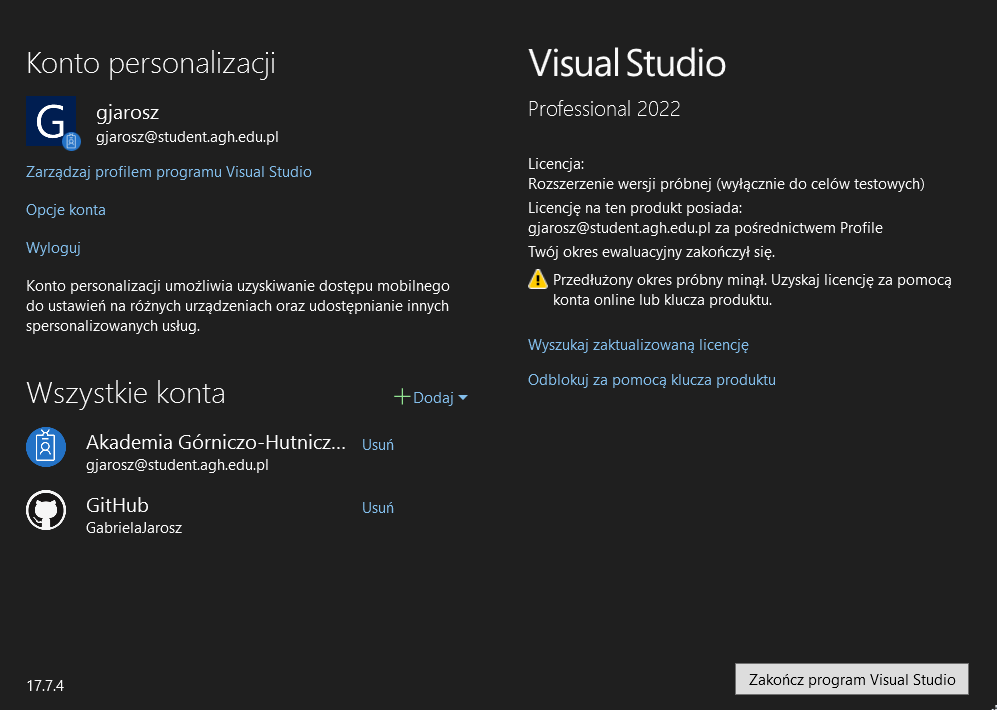 Konto personalizacji
G
gjarosz
gjarosz@student.agh.edu.pl
Zarządzaj profilem programu Visual Studio
Opcje konta
Wyloguj
Konto personalizacji umożliwia uzyskiwanie dostępu mobilnego
do ustawień na różnych urządzeniach oraz udostępnianie innych
spersonalizowanych usług.
Wszystkie konta
Dodaj
Akademia Górniczo-Hutnicz...
Usuń
gjarosz@student.agh.edu.pl
GitHub
Usuń
GabrielaJarosz
17.7.4
Visual Studio
Professional 2022
Licencja:
Rozszerzenie wersji próbnej (wyłącznie do celów testowych)
Licencję na ten produkt posiada:
gjarosz@student.agh.edu.pl za pośrednictwem Profile
Twój okres ewaluacyjny zakończył się.
Przedłużony okres próbny minął. Uzyskaj licencję za pomocą
konta online lub klucza produktu.
Wyszukaj zaktualizowaną licencję
Odblokuj za pomocą klucza produktu
Zakończ program Visual Studio